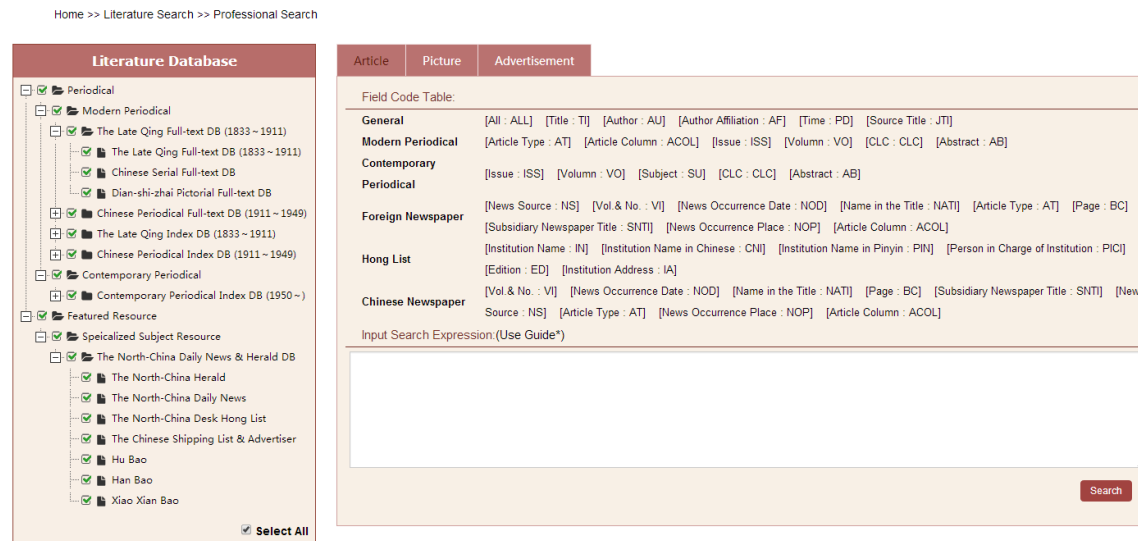 Home >> Literature Search >> Professional Search
Literature Database
Periodical
Modern Periodical
The Late Qing Full-text DB (1833~1911)
The Late Qing Full-text DB (1833~1911)
Chinese Serial Full-text DB
Dian-shi-zhai Pictorial Full-text DB
Chinese Periodical Full-text DB (1911~1949)
The Late Qing Index DB (1833~1911)
Chinese Periodical Index DB (1911~1949)
Contemporary Periodical
Contemporary Periodical Index DB (1950~)
Featured Resource
Speicalized Subject Resource
The North-China Daily News & Herald DB
The North-China Herald
The North-China Daily News
The North-China Desk Hong List
The Chinese Shipping List & Advertiser
Hu Bao
Han Bao
Xiao Xian Bao
Select All
Article Picture Advertisement
Field Code Table:
General [All : ALL] [Title : TI] [Author : AU] [Author Affiliation : AF] [Time : PD] [Source Title : JTI]
Modern Periodical [Article Type : AT] [Article Column : ACOL] [Issue : ISS] [Volumn : VO] [CLC : CLC] [Abstract : AB]
Contemporary
Periodical
[Issue : ISS] [Volumn : VO] [Subject : SU] [CLC : CLC] [Abstract : AB]
Foreign Newspaper
[News Source : NS] [Vol.& No. : VI] [News Occurrence Date : NOD] [Name in the Title : NATI] [Article Type : AT] [Page : BC]
[Subsidiary Newspaper Title : SNTI] [News Occurrence Place : NOP] [Article Column : ACOL]
Hong List
[Institution Name : IN] [Institution Name in Chinese : CNI] [Institution Name in Pinyin : PIN] [Person in Charge of Institution : PICI]
[Edition : ED] [Institution Address : IA]
Chinese Newspaper
[Vol.& No. : VI] [News Occurrence Date : NOD] [Name in the Title : NATI] [Page : BC] [Subsidiary Newspaper Title : SNTI] [New
Source : NS] [Article Type : AT] [News Occurrence Place : NOP] [Article Column : ACOL]
Input Search Expression:(Use Guide*)
Search